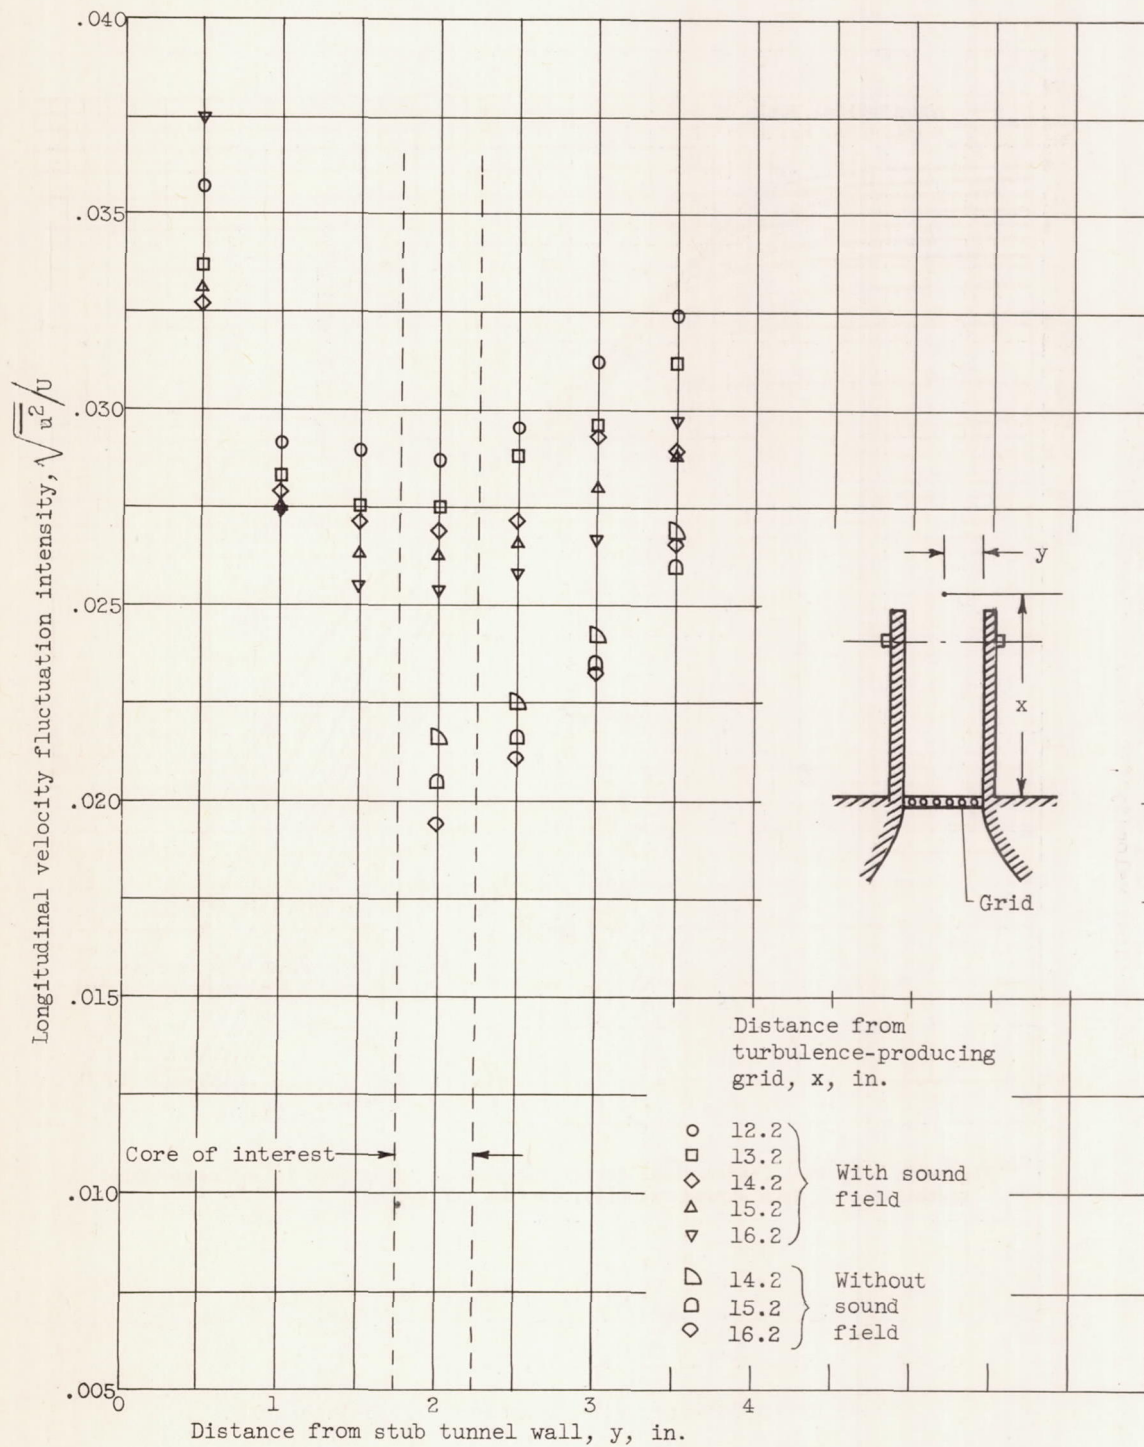 .040
.035
.030
.025
.020
.015
.010
.005
Longitudinal velocity fluctuation intensity, √u²/U
0 1 2 3 4
Distance from stub tunnel wall, y, in.
Core of interest
y
x
Grid
Distance from
turbulence-producing
grid, x, in.
12.2
13.2
14.2
15.2
16.2
With sound
field
14.2
15.2
16.2
Without
sound
field